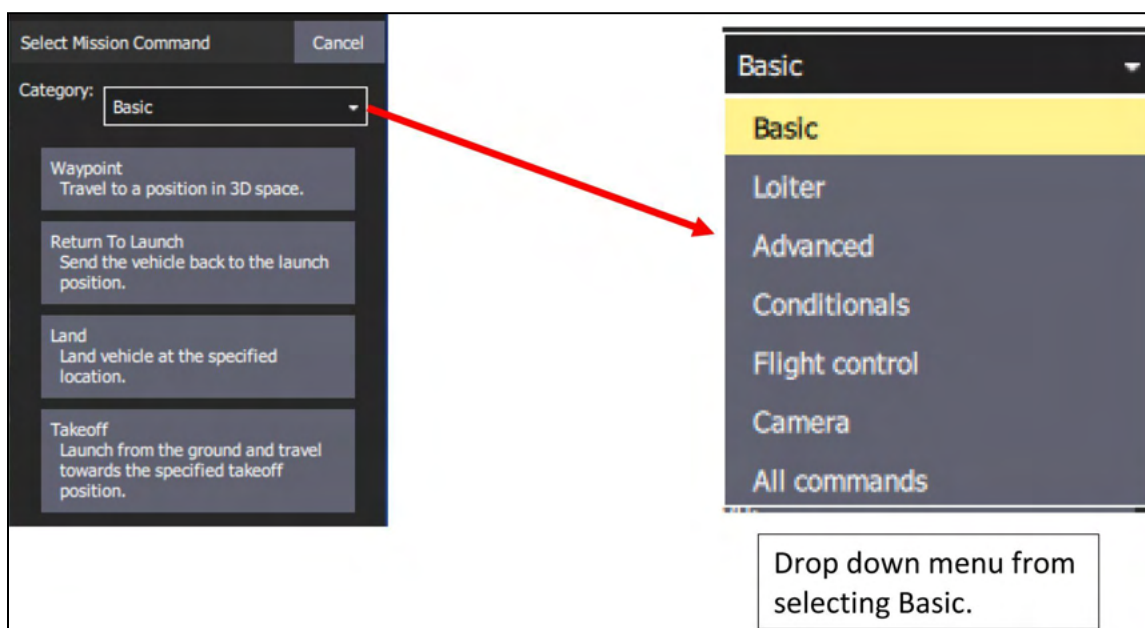 Select Mission Command
Cancel
Category:
Basic
Waypoint
Travel to a position in 3D space.
Return To Launch
Send the vehicle back to the launch
position.
Land
Land vehicle at the specified
location.
Takeoff
Launch from the ground and travel
towards the specified takeoff
position.
Basic
Basic
Loiter
Advanced
Conditionals
Flight control
Camera
All commands
Drop down menu from
selecting Basic.